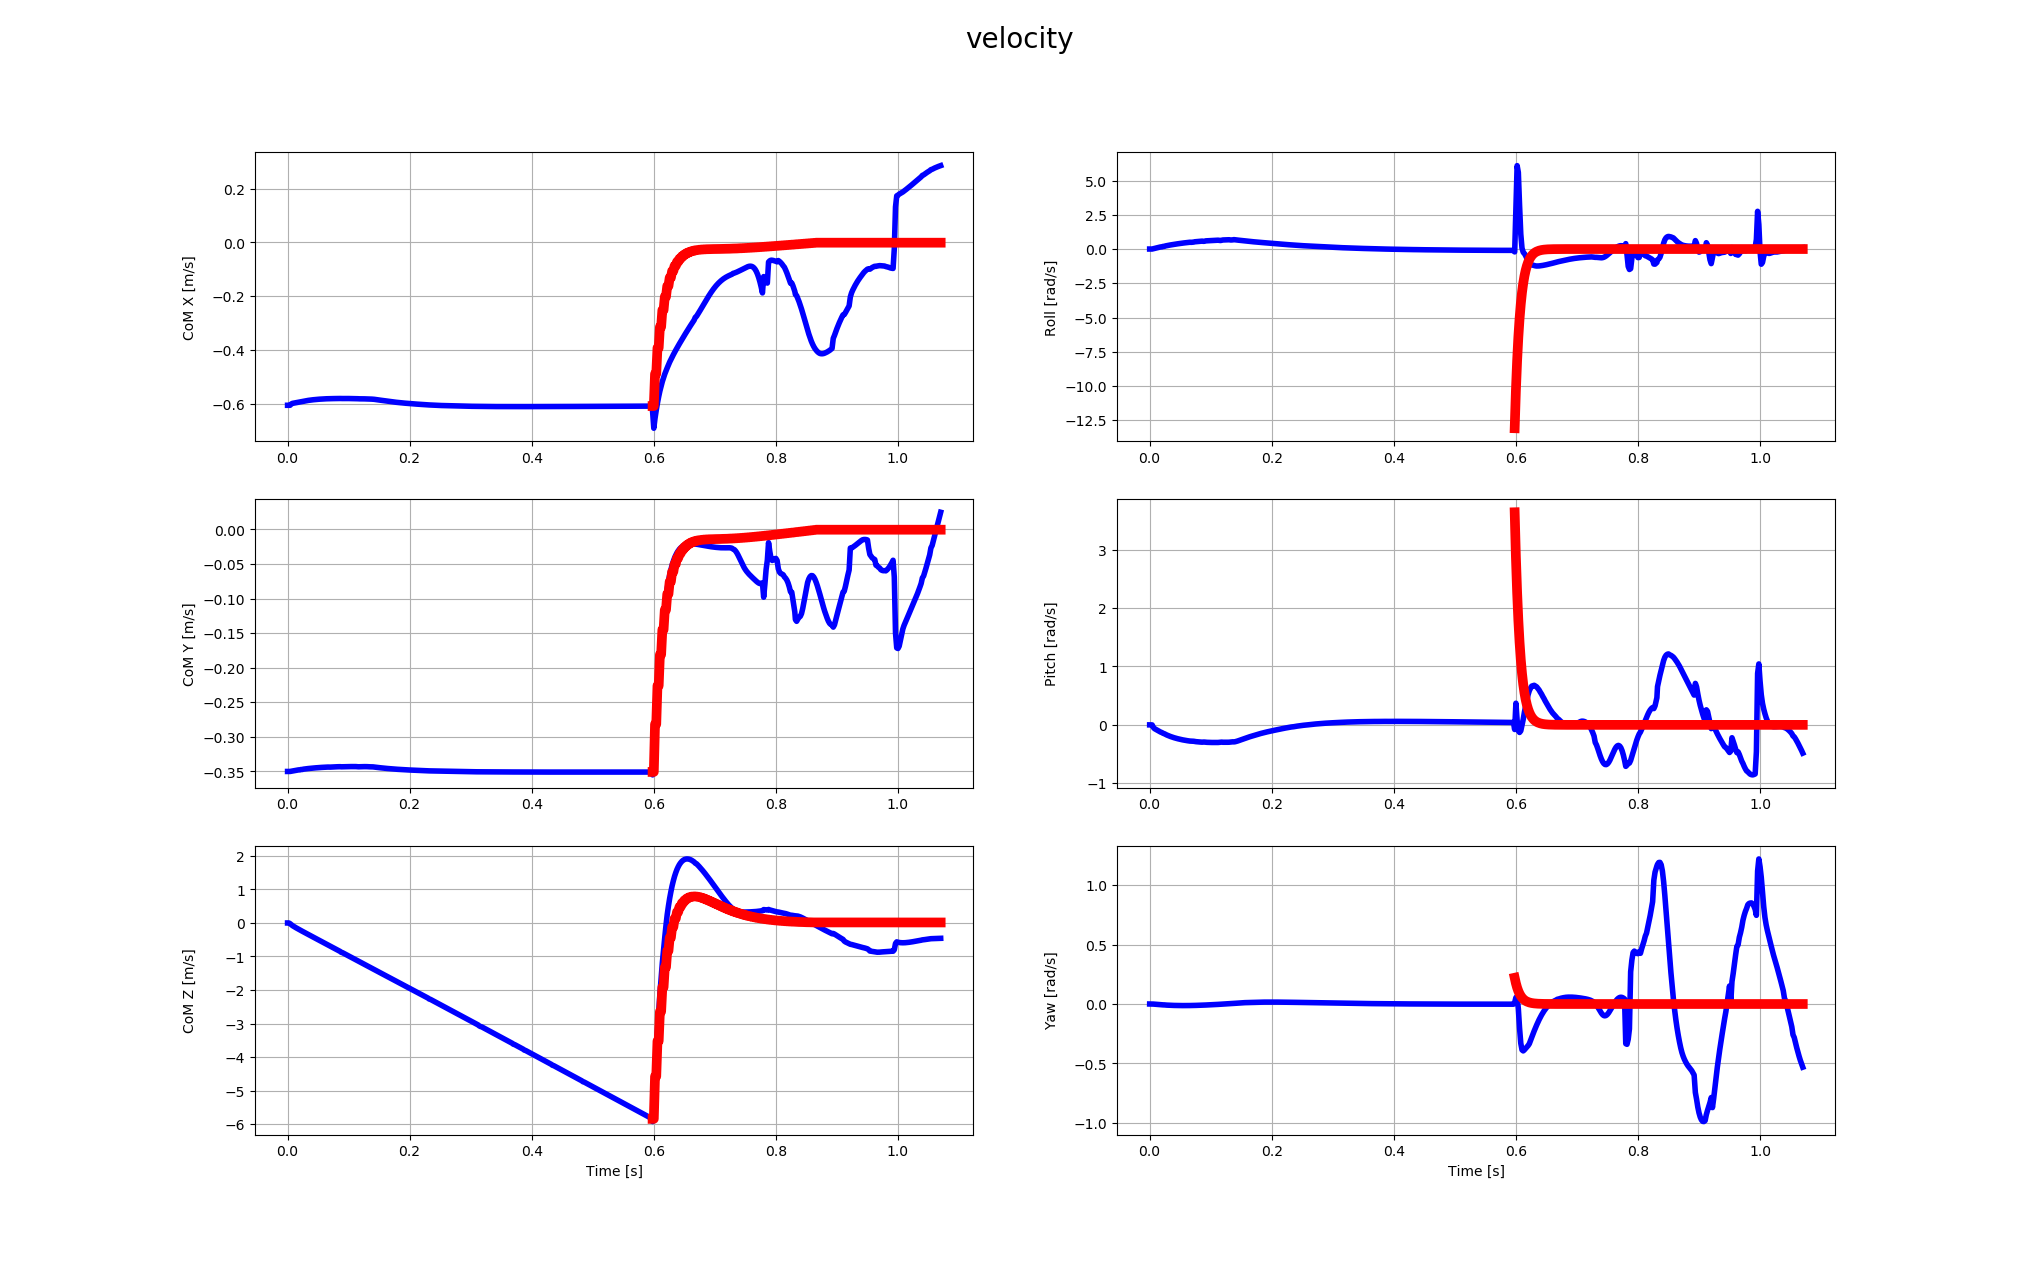 velocity
CoM X [m/s]
0.2
0.0
−0.2
−0.4
−0.6
0.0 0.2 0.4 0.6 0.8 1.0
Roll [rad/s]
5.0
2.5
0.0
−2.5
−5.0
−7.5
−10.0
−12.5
0.0 0.2 0.4 0.6 0.8 1.0
CoM Y [m/s]
0.00
−0.05
−0.10
−0.15
−0.20
−0.25
−0.30
−0.35
0.0 0.2 0.4 0.6 0.8 1.0
Pitch [rad/s]
3
2
1
0
−1
0.0 0.2 0.4 0.6 0.8 1.0
CoM Z [m/s]
2
1
0
−1
−2
−3
−4
−5
−6
0.0 0.2 0.4 0.6 0.8 1.0
Time [s]
Yaw [rad/s]
1.0
0.5
0.0
−0.5
−1.0
0.0 0.2 0.4 0.6 0.8 1.0
Time [s]